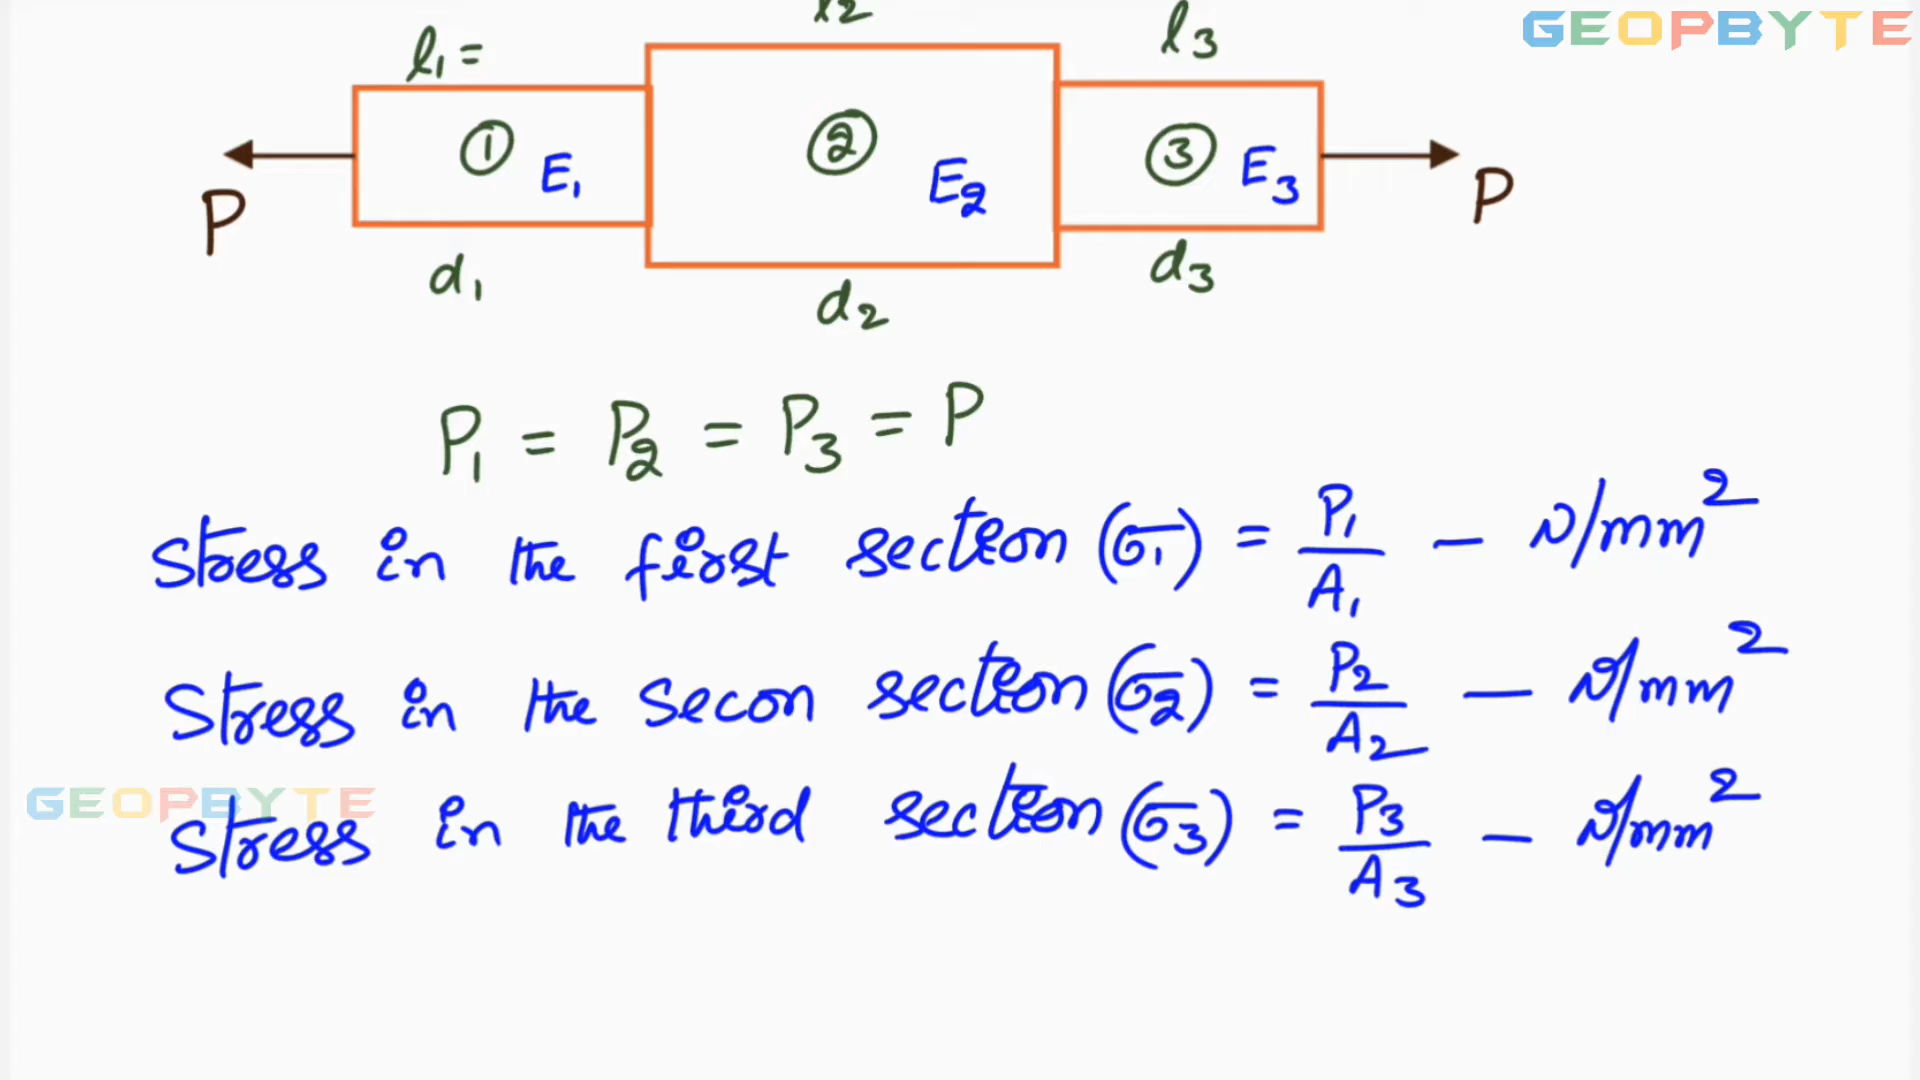 GEOPBYTE
l2
l1 =
l3
1 E1
2 E2
3 E3
P
P
d1
d2
d3
P1 = P2 = P3 = P
Stress in the first section (σ1) = P1/A1 - N/mm²
Stress in the secon section (σ2) = P2/A2 - N/mm²
GEOPBYTE
Stress in the third section (σ3) = P3/A3 - N/mm²